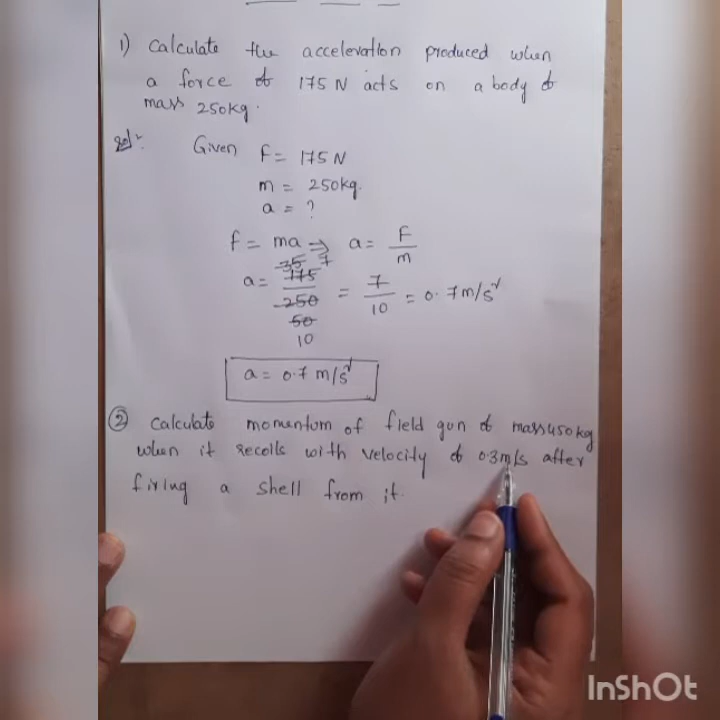 1) Calculate the acceleration produced when
a force of 175 N acts on a body of
mass 250kg.
Sol:
Given F = 175 N
m = 250kg.
a = ?
F = ma ⇒ a = F/m
a = 175/250 = 7/10 = 0.7 m/s²
35 7
50
10
a = 0.7 m/s²
② Calculate momentum of field gun of mass 450kg
when it recoils with velocity of 0.3m/s after
firing a shell from it.
InShOt